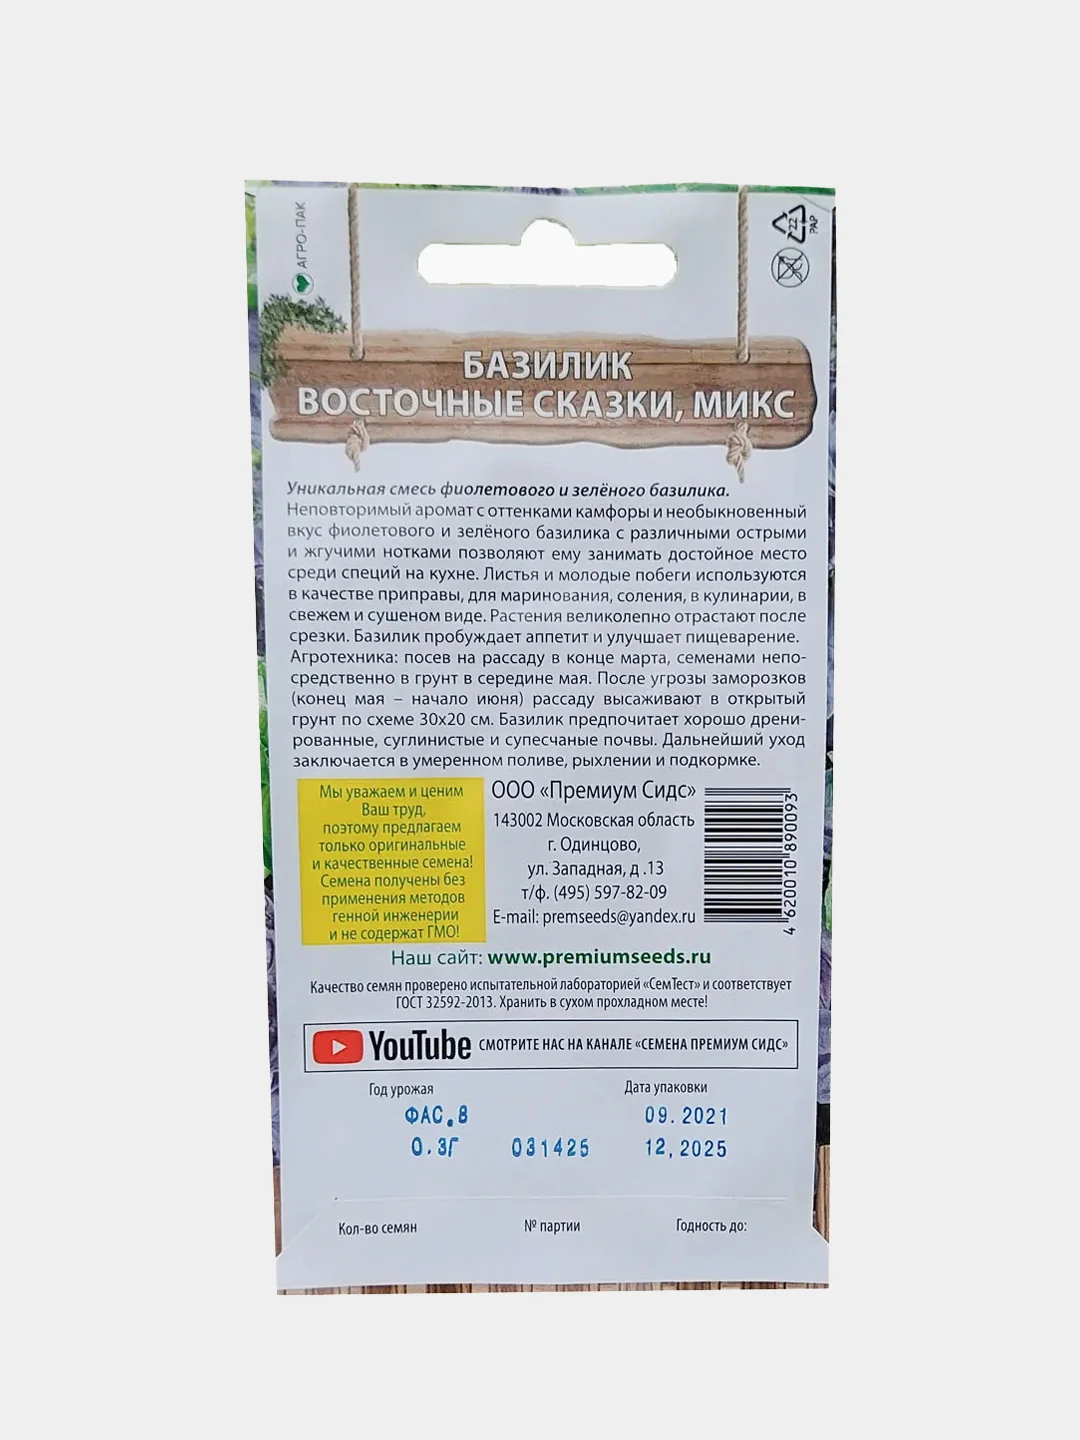 АГРО-ПАК
22
PAP
БАЗИЛИК
ВОСТОЧНЫЕ СКАЗКИ, МИКС
Уникальная смесь фиолетового и зелёного базилика.
Неповторимый аромат с оттенками камфоры и необыкновенный
вкус фиолетового и зелёного базилика с различными острыми
и жгучими нотками позволяют ему занимать достойное место
среди специй на кухне. Листья и молодые побеги используются
в качестве приправы, для маринования, соления, в кулинарии, в
свежем и сушеном виде. Растения великолепно отрастают после
срезки. Базилик пробуждает аппетит и улучшает пищеварение.
Агротехника: посев на рассаду в конце марта, семенами непо-
средственно в грунт в середине мая. После угрозы заморозков
(конец мая – начало июня) рассаду высаживают в открытый
грунт по схеме 30х20 см. Базилик предпочитает хорошо дрени-
рованные, суглинистые и супесчаные почвы. Дальнейший уход
заключается в умеренном поливе, рыхлении и подкормке.
Мы уважаем и ценим
Ваш труд,
поэтому предлагаем
только оригинальные
и качественные семена!
Семена получены без
применения методов
генной инженерии
и не содержат ГМО!
ООО «Премиум Сидс»
143002 Московская область
г. Одинцово,
ул. Западная, д .13
т/ф. (495) 597-82-09
E-mail: premseeds@yandex.ru
4 620010 890093
Наш сайт: www.premiumseeds.ru
Качество семян проверено испытательной лабораторией «СемТест» и соответствует
ГОСТ 32592-2013. Хранить в сухом прохладном месте!
YouTube СМОТРИТЕ НАС НА КАНАЛЕ «СЕМЕНА ПРЕМИУМ СИДС»
Год урожая Дата упаковки
ФАС.8 09.2021
0.3Г 031425 12,2025
Кол-во семян № партии Годность до: